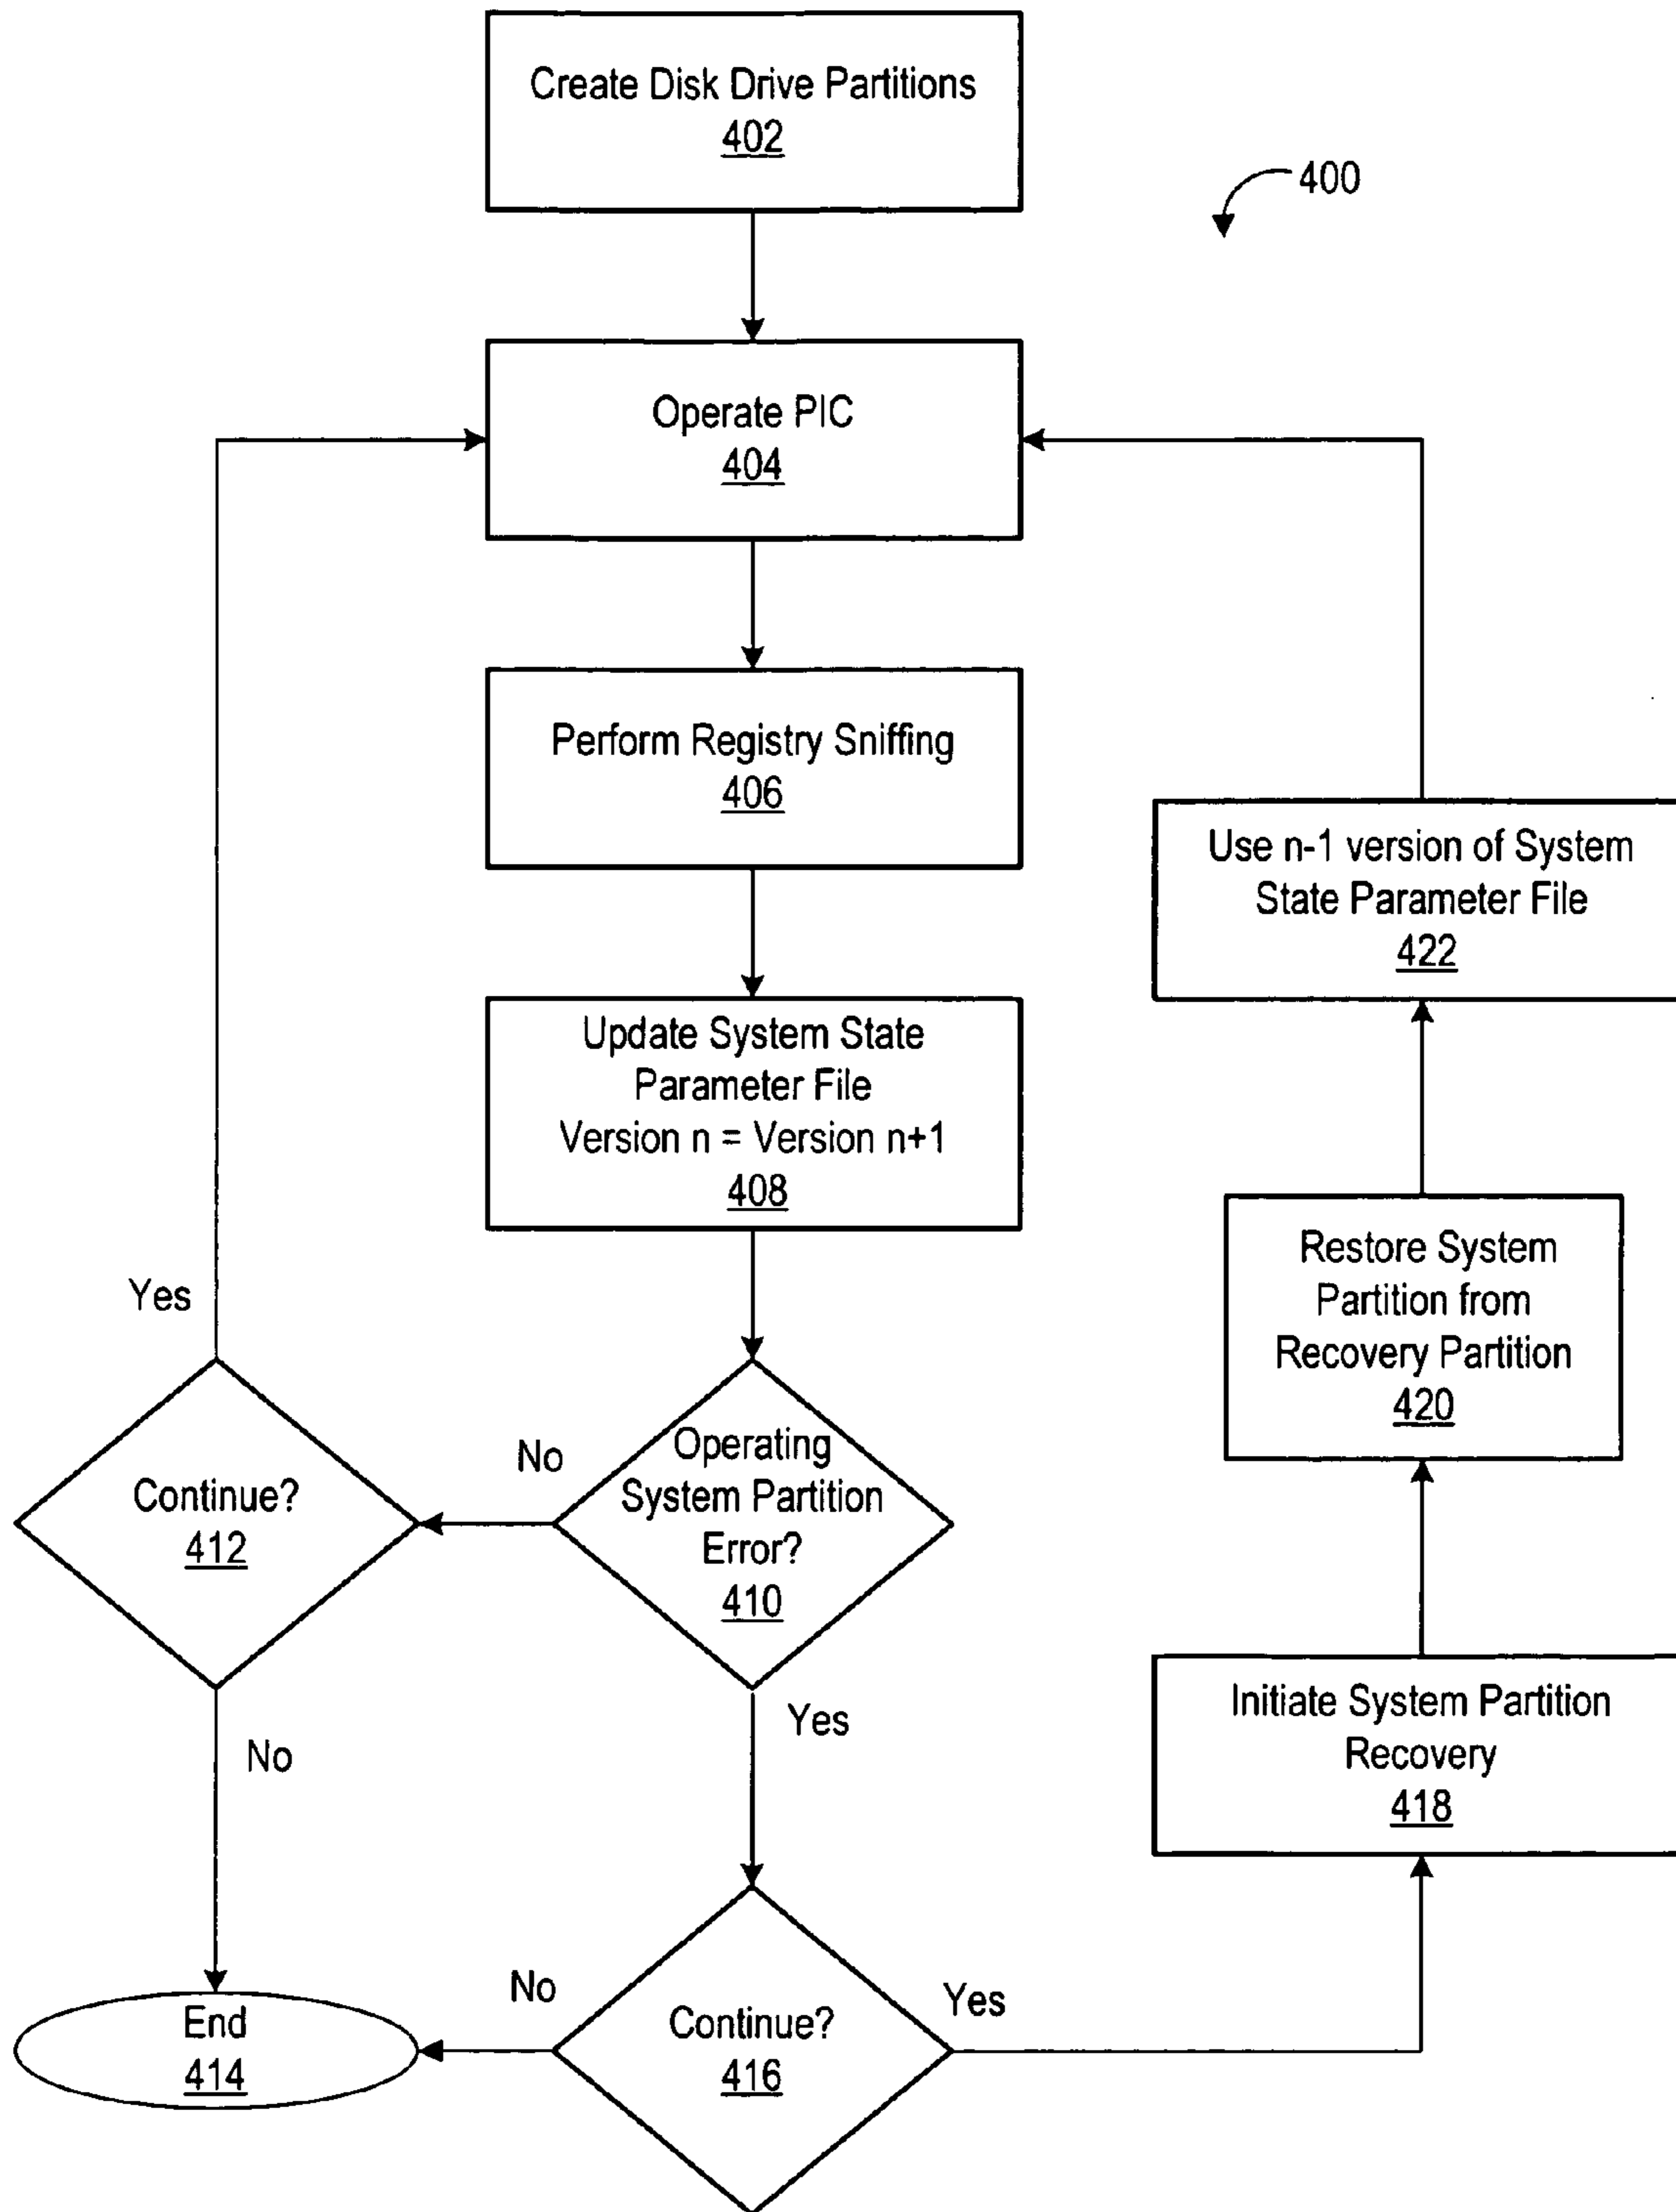 Create Disk Drive Partitions
402
400
Operate PIC
404
Perform Registry Sniffing
406
Use n-1 version of System
State Parameter File
422
Update System State
Parameter File
Version n = Version n+1
408
Restore System
Partition from
Recovery Partition
420
Yes
No
Operating
System Partition
Error?
410
Continue?
412
Yes
No
Initiate System Partition
Recovery
418
End
414
No
Continue?
416
Yes